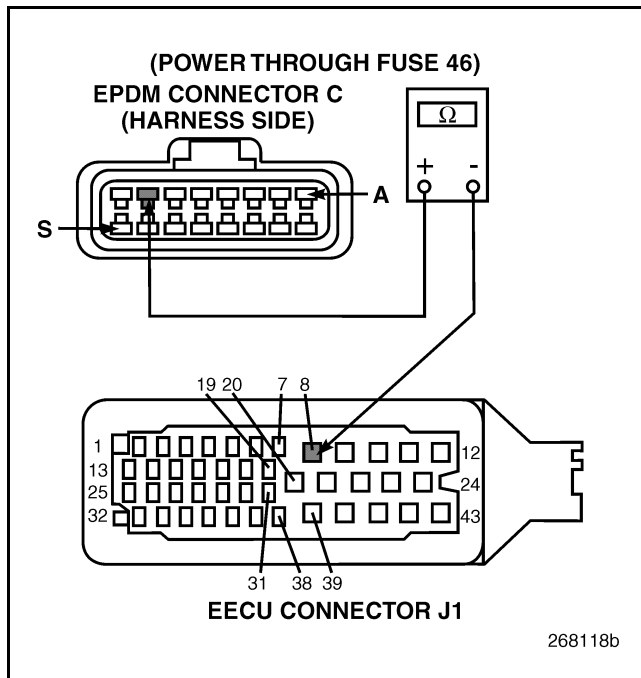 (POWER THROUGH FUSE 46)
EPDM CONNECTOR C
(HARNESS SIDE)
Ω
+ -
A
S
19 20 7 8
1 12
13 24
25
32 43
31 38 39
EECU CONNECTOR J1
268118b